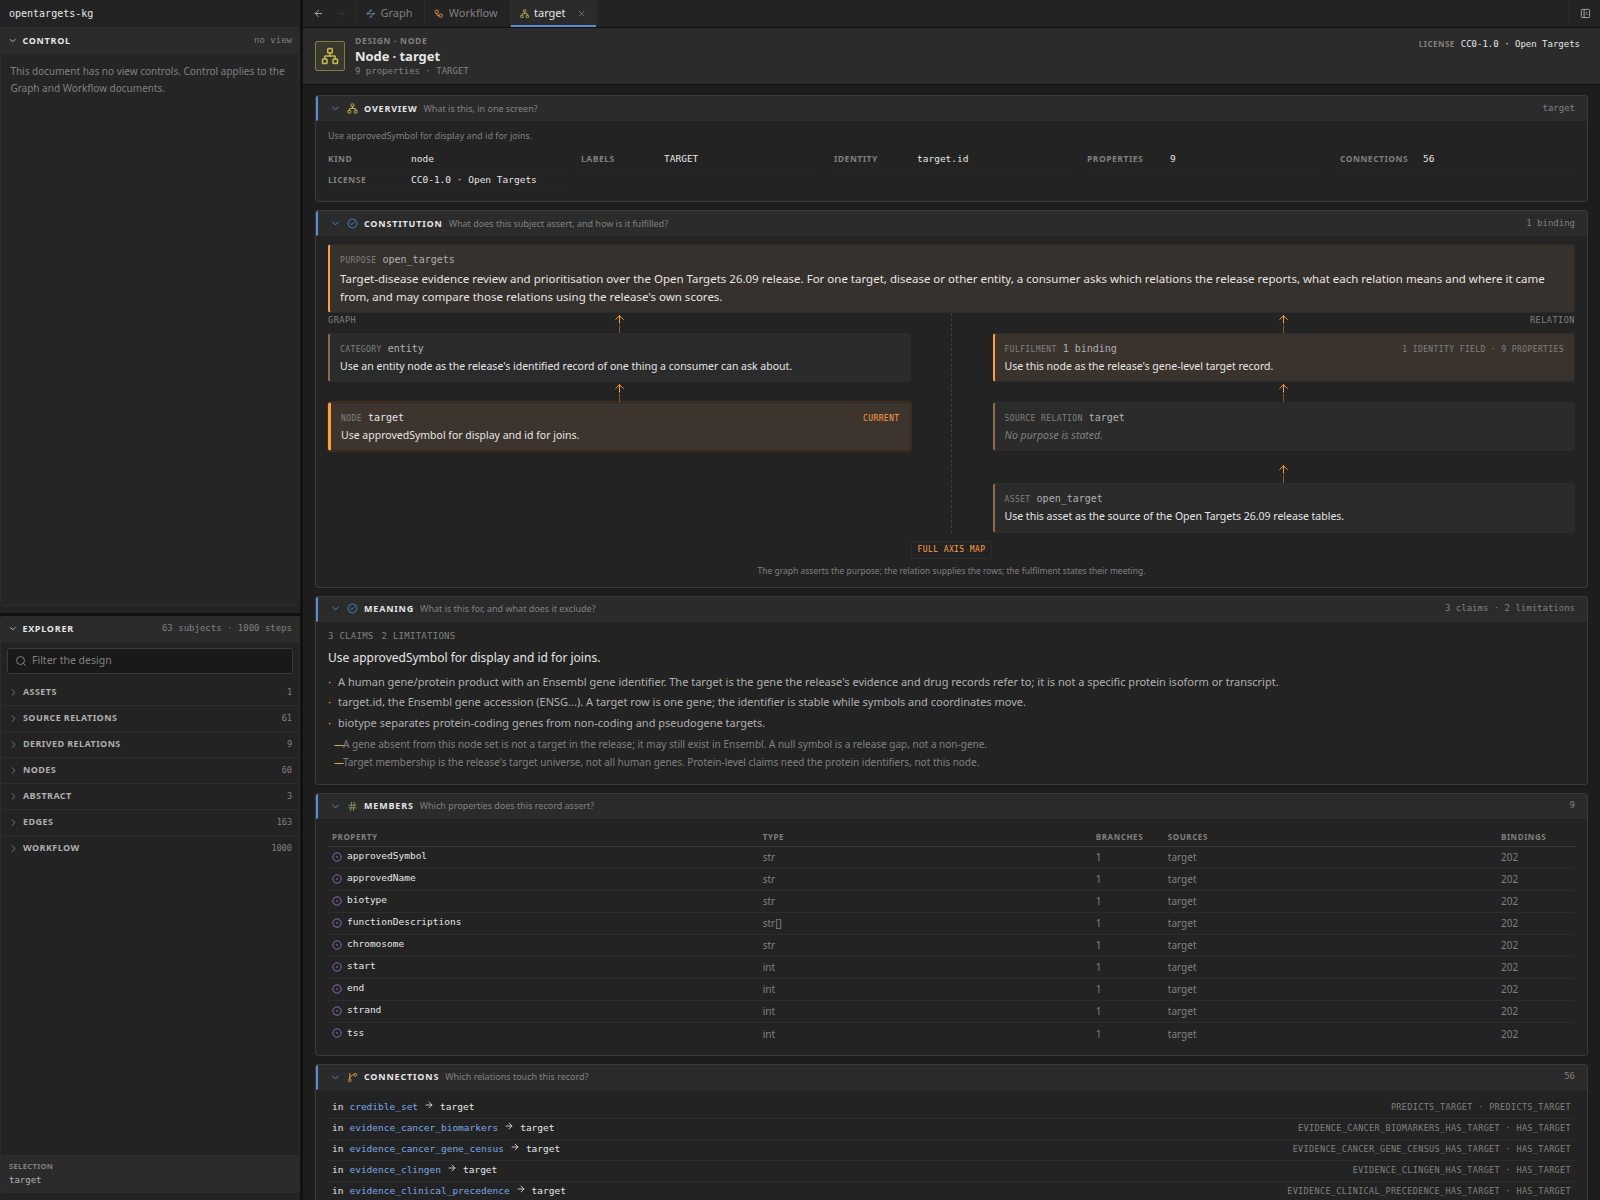 opentargets-kg
CONTROL no view
This document has no view controls. Control applies to the
Graph and Workflow documents.
EXPLORER 63 subjects · 1000 steps
Filter the design
ASSETS 1
SOURCE RELATIONS 61
DERIVED RELATIONS 9
NODES 60
ABSTRACT 3
EDGES 163
WORKFLOW 1000
SELECTION
target
Graph Workflow target
DESIGN · NODE
Node · target
9 properties · TARGET
LICENSE CC0-1.0 · Open Targets
OVERVIEW What is this, in one screen? target
Use approvedSymbol for display and id for joins.
KIND node LABELS TARGET IDENTITY target.id PROPERTIES 9 CONNECTIONS 56
LICENSE CC0-1.0 · Open Targets
CONSTITUTION What does this subject assert, and how is it fulfilled? 1 binding
PURPOSE open_targets
Target-disease evidence review and prioritisation over the Open Targets 26.09 release. For one target, disease or other entity, a consumer asks which relations the release reports, what each relation means and where it came
from, and may compare those relations using the release's own scores.
GRAPH RELATION
CATEGORY entity
Use an entity node as the release's identified record of one thing a consumer can ask about.
FULFILMENT 1 binding 1 IDENTITY FIELD · 9 PROPERTIES
Use this node as the release's gene-level target record.
NODE target CURRENT
Use approvedSymbol for display and id for joins.
SOURCE RELATION target
No purpose is stated.
ASSET open_target
Use this asset as the source of the Open Targets 26.09 release tables.
FULL AXIS MAP
The graph asserts the purpose; the relation supplies the rows; the fulfilment states their meeting.
MEANING What is this for, and what does it exclude? 3 claims · 2 limitations
3 CLAIMS 2 LIMITATIONS
Use approvedSymbol for display and id for joins.
· A human gene/protein product with an Ensembl gene identifier. The target is the gene the release's evidence and drug records refer to; it is not a specific protein isoform or transcript.
· target.id, the Ensembl gene accession (ENSG...). A target row is one gene; the identifier is stable while symbols and coordinates move.
· biotype separates protein-coding genes from non-coding and pseudogene targets.
—A gene absent from this node set is not a target in the release; it may still exist in Ensembl. A null symbol is a release gap, not a non-gene.
—Target membership is the release's target universe, not all human genes. Protein-level claims need the protein identifiers, not this node.
MEMBERS Which properties does this record assert? 9
PROPERTY TYPE BRANCHES SOURCES BINDINGS
approvedSymbol str 1 target 202
approvedName str 1 target 202
biotype str 1 target 202
functionDescriptions str[] 1 target 202
chromosome str 1 target 202
start int 1 target 202
end int 1 target 202
strand int 1 target 202
tss int 1 target 202
CONNECTIONS Which relations touch this record? 56
in credible_set → target PREDICTS_TARGET · PREDICTS_TARGET
in evidence_cancer_biomarkers → target EVIDENCE_CANCER_BIOMARKERS_HAS_TARGET · HAS_TARGET
in evidence_cancer_gene_census → target EVIDENCE_CANCER_GENE_CENSUS_HAS_TARGET · HAS_TARGET
in evidence_clingen → target EVIDENCE_CLINGEN_HAS_TARGET · HAS_TARGET
in evidence_clinical_precedence → target EVIDENCE_CLINICAL_PRECEDENCE_HAS_TARGET · HAS_TARGET